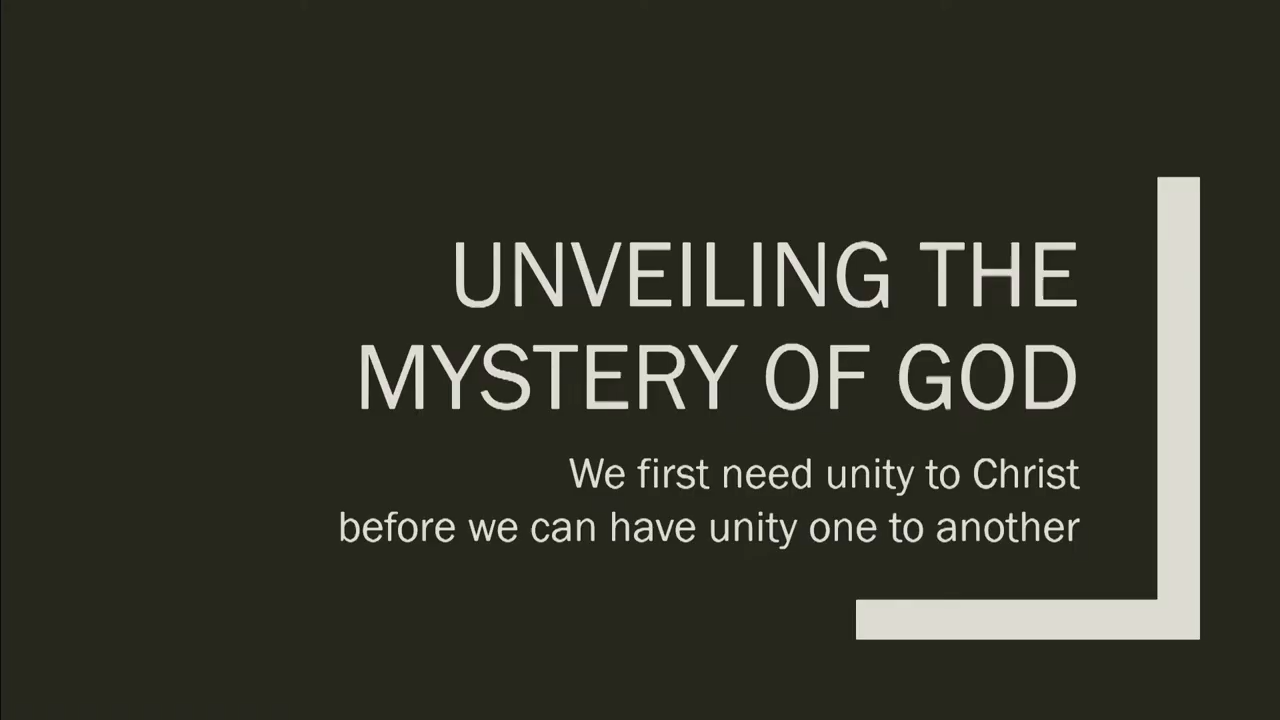 UNVEILING THE
MYSTERY OF GOD
We first need unity to Christ
before we can have unity one to another